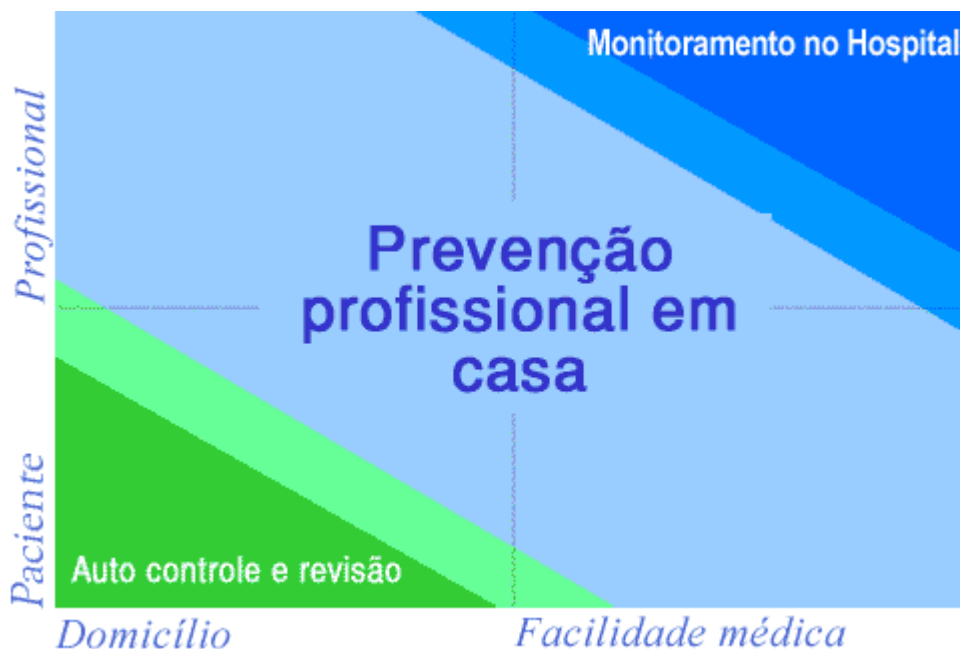 Monitoramento no Hospital
Profissional
Prevenção
profissional em
casa
Paciente
Auto controle e revisão
Domicílio
Facilidade médica